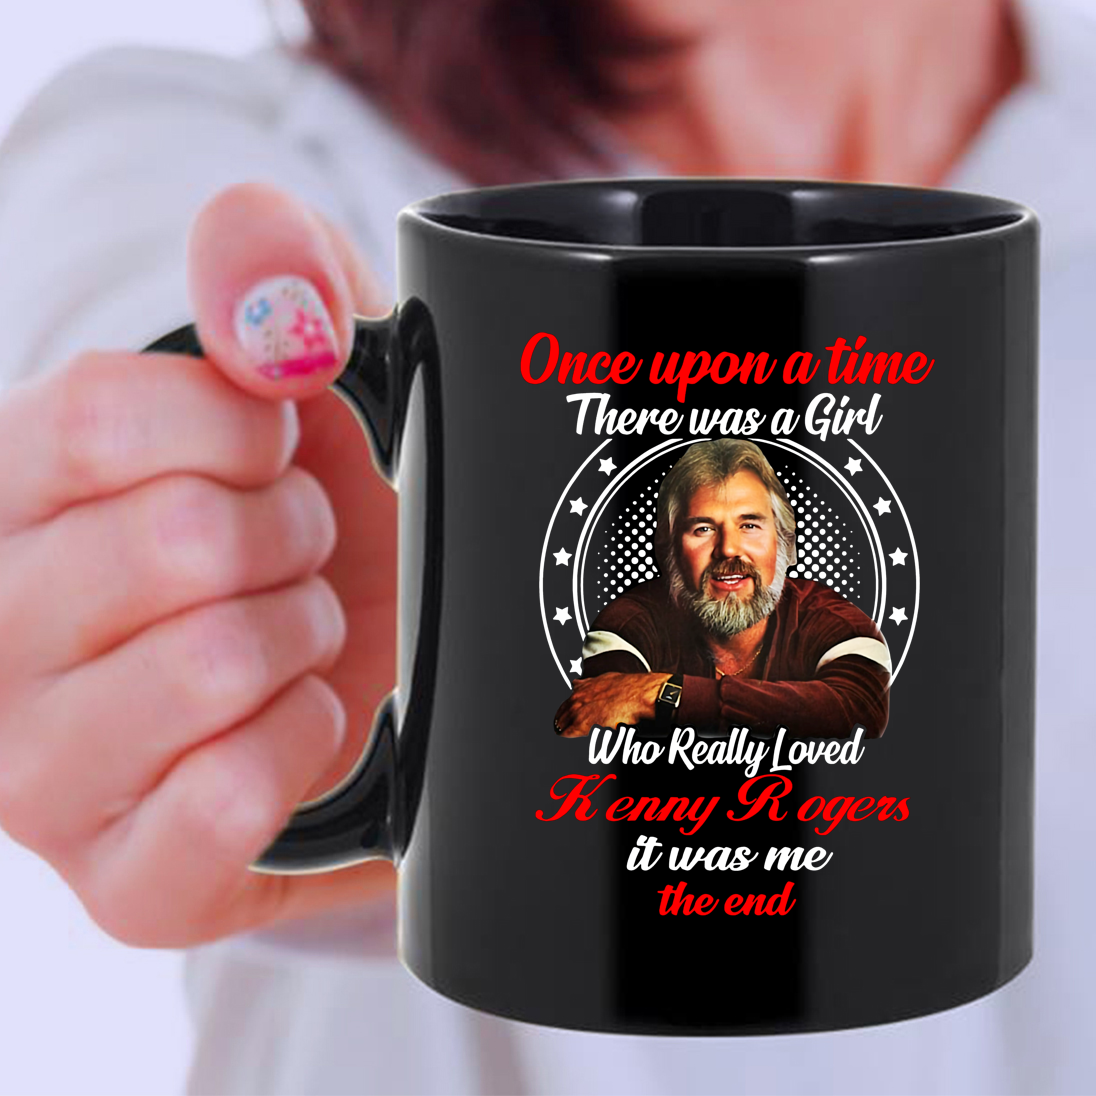 Once upon a time
There was a Girl
Who Really Loved
Kenny Rogers
it was me
the end